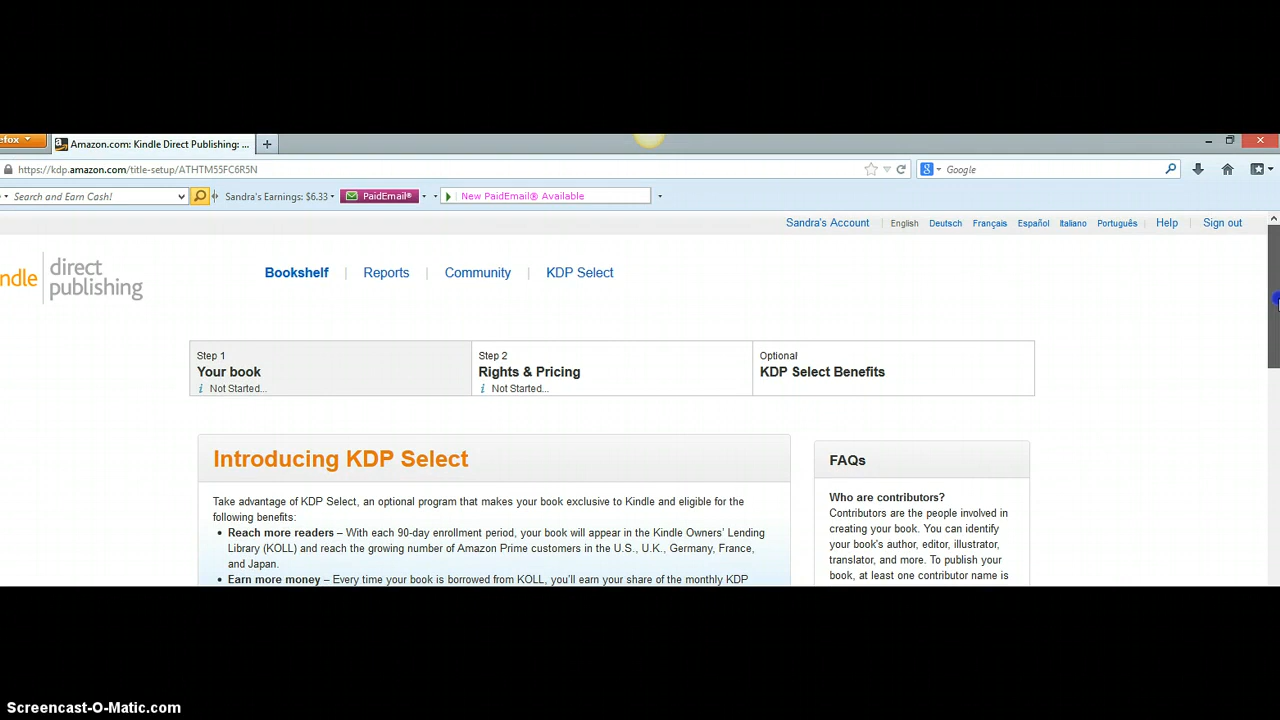 efox
Amazon.com: Kindle Direct Publishing: ...
https://kdp.amazon.com/title-setup/ATHTM55FC6R5N
Google
Search and Earn Cash!
Sandra's Earnings: $6.33
PaidEmail®
New PaidEmail® Available
Sandra's Account
English
Deutsch
Français
Español
Italiano
Português
Help
Sign out
ndle
direct
publishing
Bookshelf
Reports
Community
KDP Select
Step 1
Your book
Not Started...
Step 2
Rights & Pricing
Not Started...
Optional
KDP Select Benefits
Introducing KDP Select
Take advantage of KDP Select, an optional program that makes your book exclusive to Kindle and eligible for the
following benefits:
• Reach more readers – With each 90-day enrollment period, your book will appear in the Kindle Owners' Lending
Library (KOLL) and reach the growing number of Amazon Prime customers in the U.S., U.K., Germany, France,
and Japan.
• Earn more money – Every time your book is borrowed from KOLL, you'll earn your share of the monthly KDP
FAQs
Who are contributors?
Contributors are the people involved in
creating your book. You can identify
your book's author, editor, illustrator,
translator, and more. To publish your
book, at least one contributor name is
Screencast-O-Matic.com